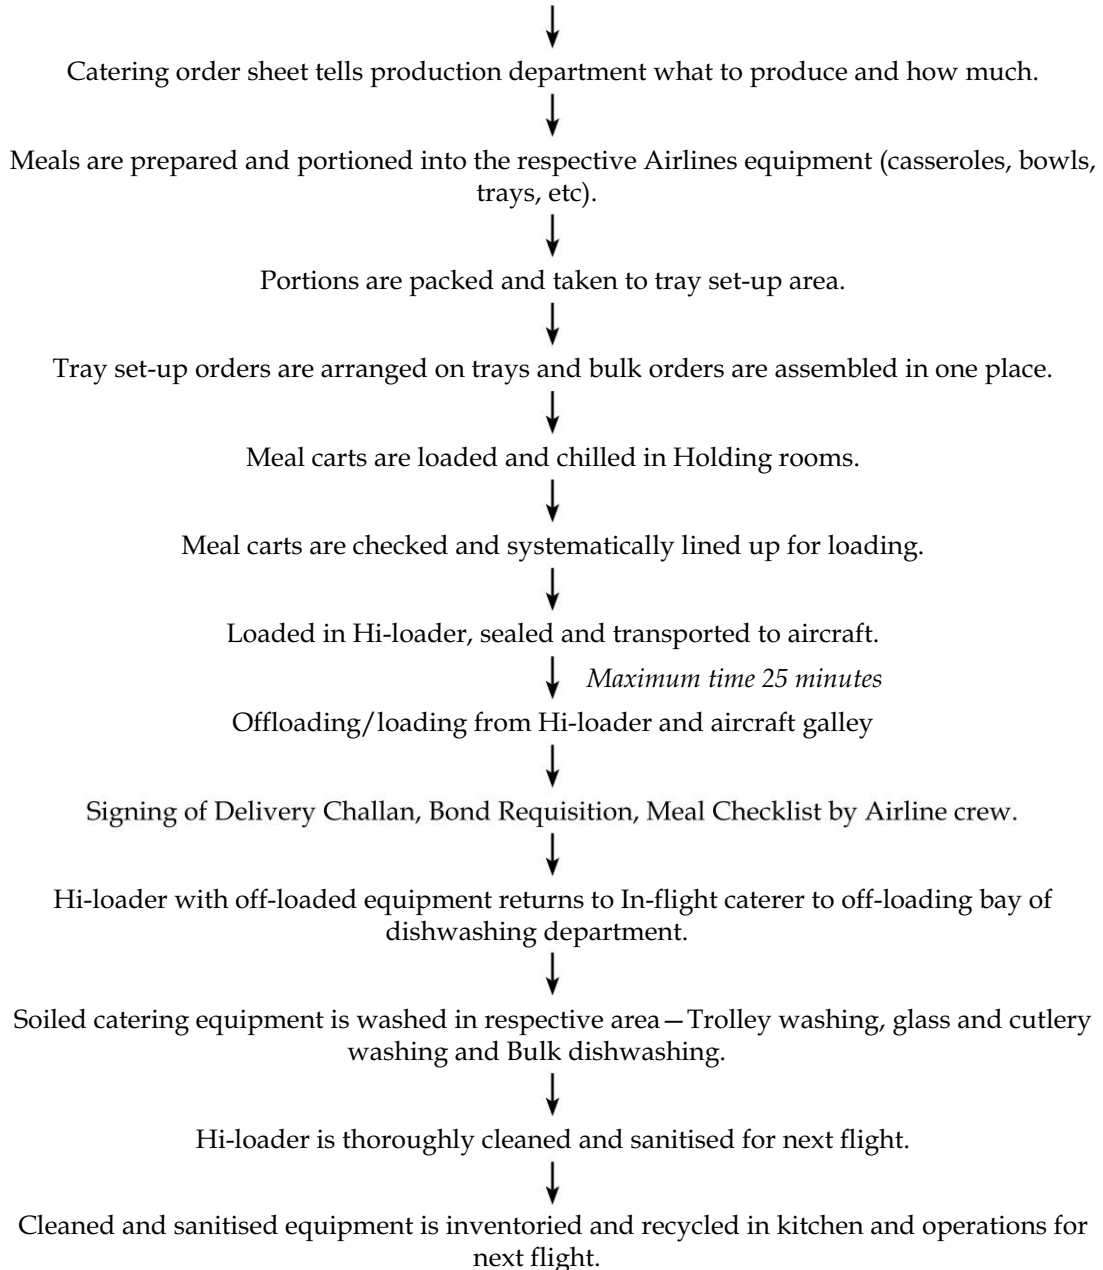 Catering order sheet tells production department what to produce and how much.
Meals are prepared and portioned into the respective Airlines equipment (casseroles, bowls,
trays, etc).
Portions are packed and taken to tray set-up area.
Tray set-up orders are arranged on trays and bulk orders are assembled in one place.
Meal carts are loaded and chilled in Holding rooms.
Meal carts are checked and systematically lined up for loading.
Loaded in Hi-loader, sealed and transported to aircraft.
Maximum time 25 minutes
Offloading/loading from Hi-loader and aircraft galley
Signing of Delivery Challan, Bond Requisition, Meal Checklist by Airline crew.
Hi-loader with off-loaded equipment returns to In-flight caterer to off-loading bay of
dishwashing department.
Soiled catering equipment is washed in respective area—Trolley washing, glass and cutlery
washing and Bulk dishwashing.
Hi-loader is thoroughly cleaned and sanitised for next flight.
Cleaned and sanitised equipment is inventoried and recycled in kitchen and operations for
next flight.